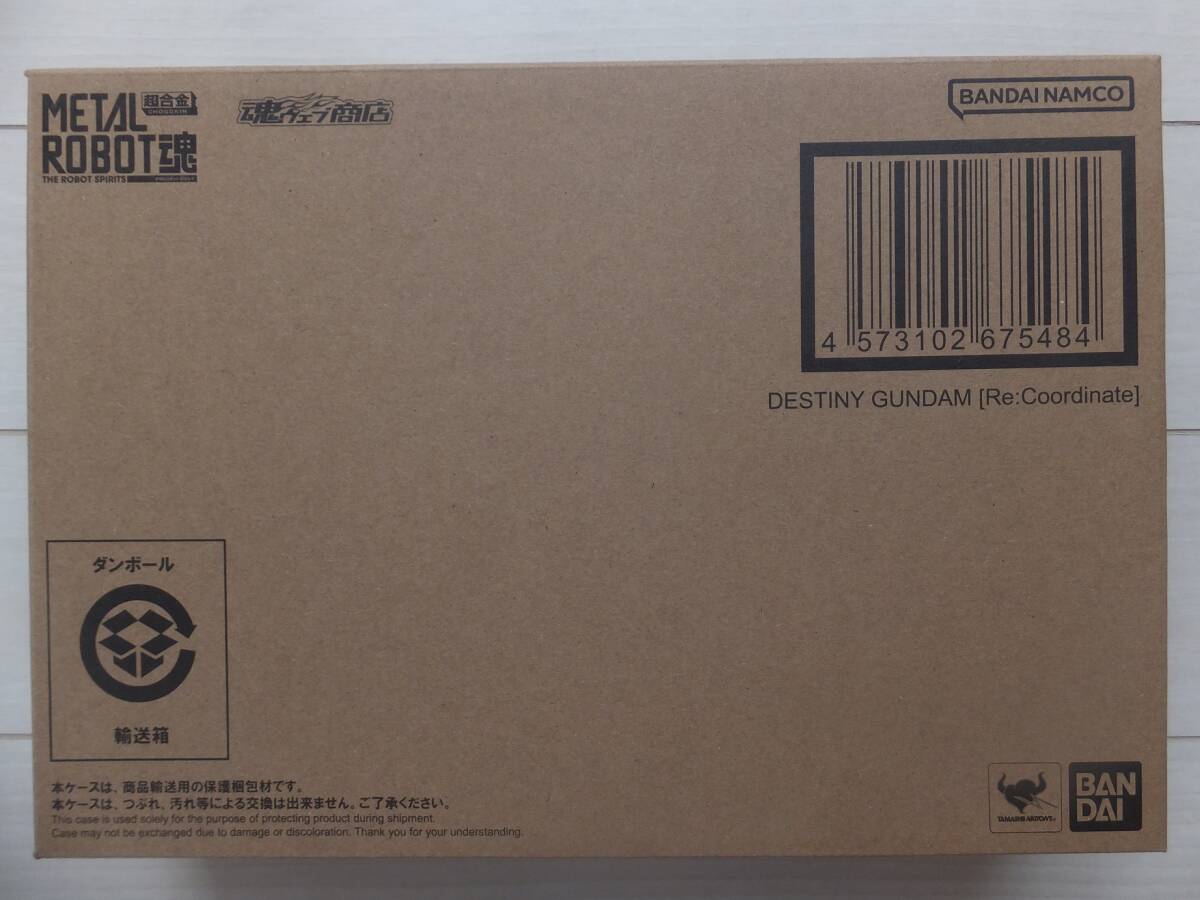 METAL
超合金
CHOGOKIN
ROBOT魂
THE ROBOT SPIRITS
魂ウェブ商店
BANDAI NAMCO
4 573102 675484
DESTINY GUNDAM [Re:Coordinate]
ダンボール
輸送箱
本ケースは、商品輸送用の保護梱包材です。
本ケースは、つぶれ、汚れ等による交換は出来ません。ご了承ください。
This case is used solely for the purpose of protecting product during shipment.
Case may not be exchanged due to damage or discoloration. Thank you for your understanding.
TAMASHII NATIONS
BAN
DAI